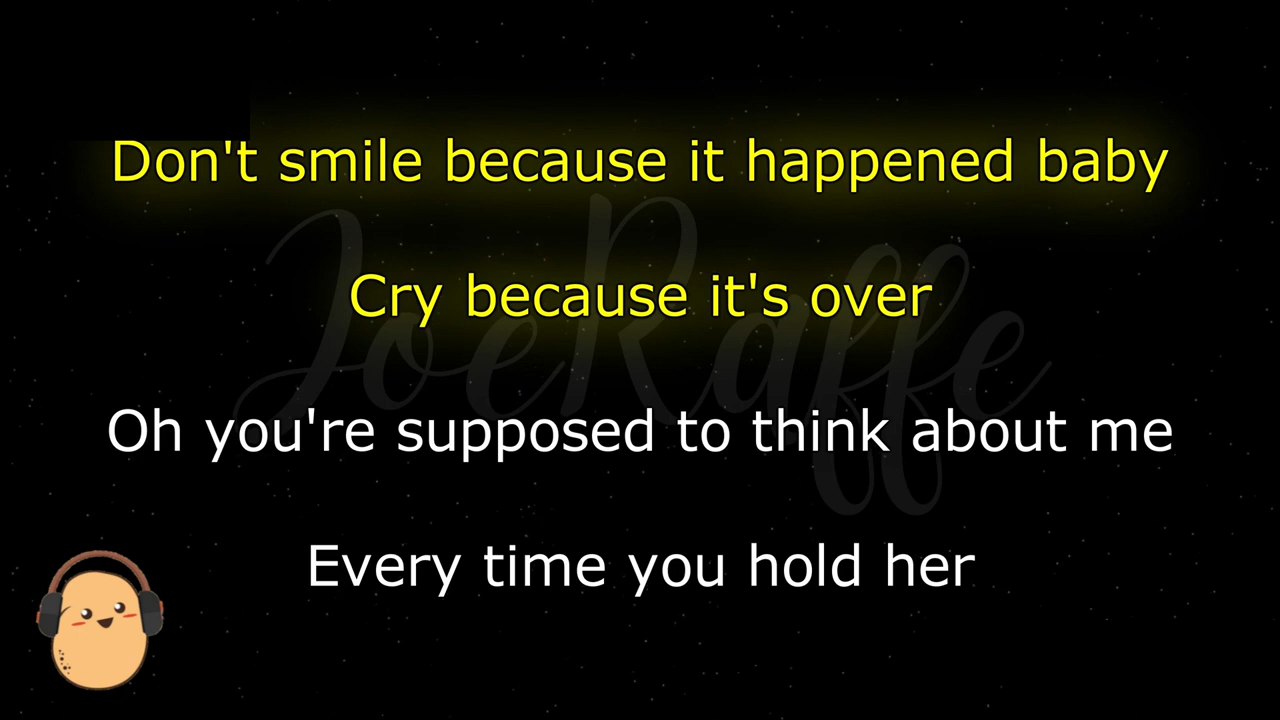 Don't smile because it happened baby
Cry because it's over
JoeRaffe
Oh you're supposed to think about me
Every time you hold her